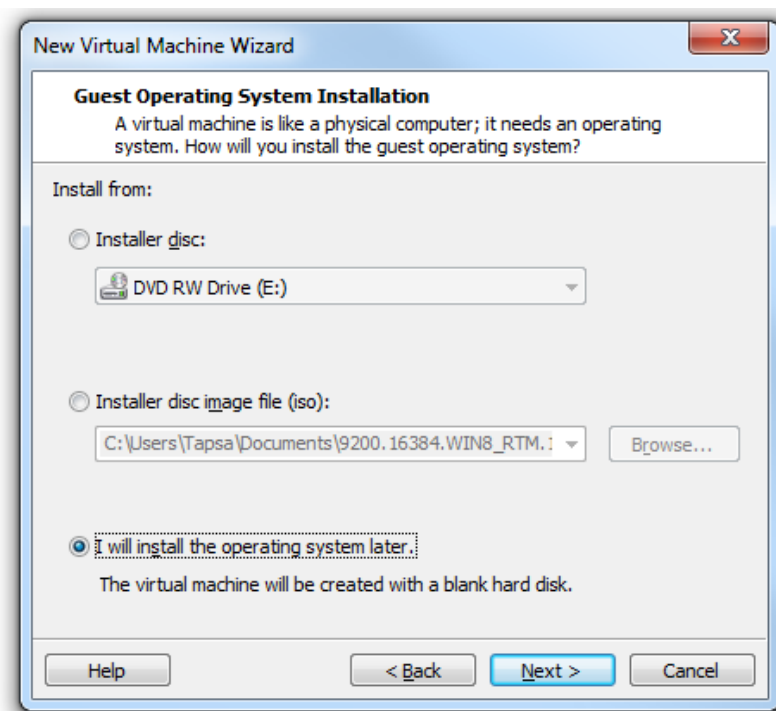 New Virtual Machine Wizard
Guest Operating System Installation
A virtual machine is like a physical computer; it needs an operating
system. How will you install the guest operating system?
Install from:
Installer disc:
DVD RW Drive (E:)
Installer disc image file (iso):
C:\Users\Tapsa\Documents\9200.16384.WIN8_RTM.1
Browse...
I will install the operating system later.
The virtual machine will be created with a blank hard disk.
Help
< Back
Next >
Cancel